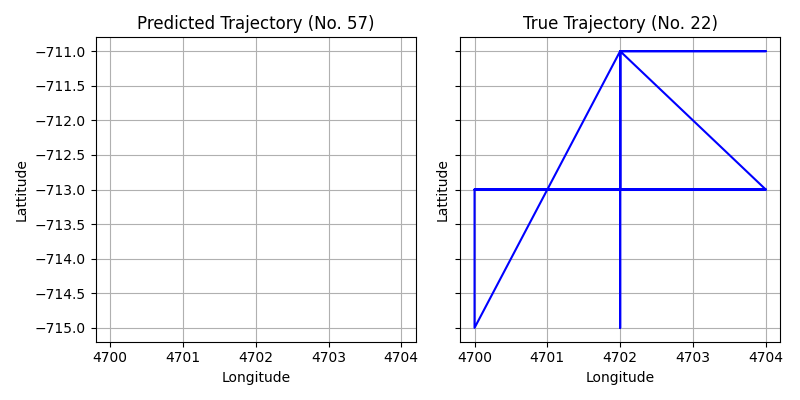 Predicted Trajectory (No. 57)
−711.0
−711.5
−712.0
−712.5
−713.0
−713.5
−714.0
−714.5
−715.0
Lattitude
4700 4701 4702 4703 4704
Longitude
True Trajectory (No. 22)
Lattitude
4700 4701 4702 4703 4704
Longitude